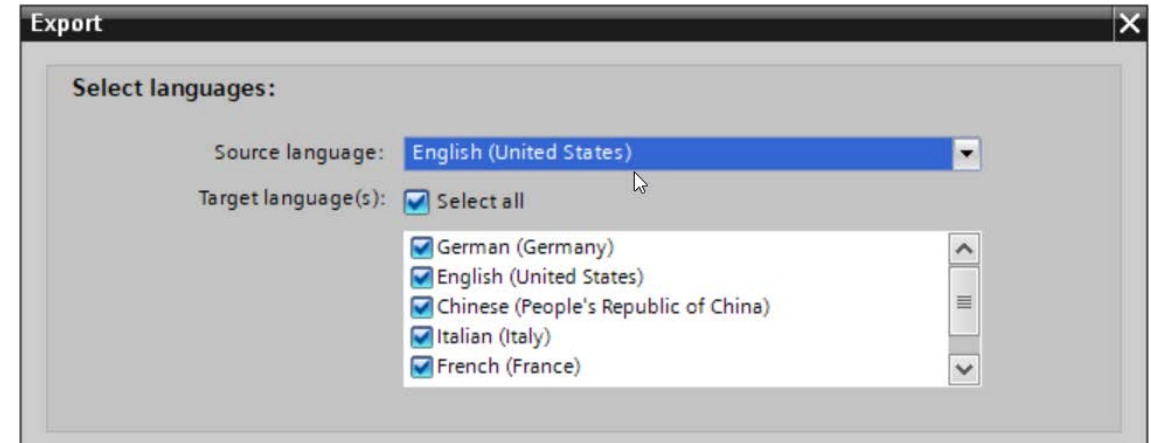 Export
Select languages:
Source language: English (United States)
Target language(s): Select all
German (Germany)
English (United States)
Chinese (People's Republic of China)
Italian (Italy)
French (France)